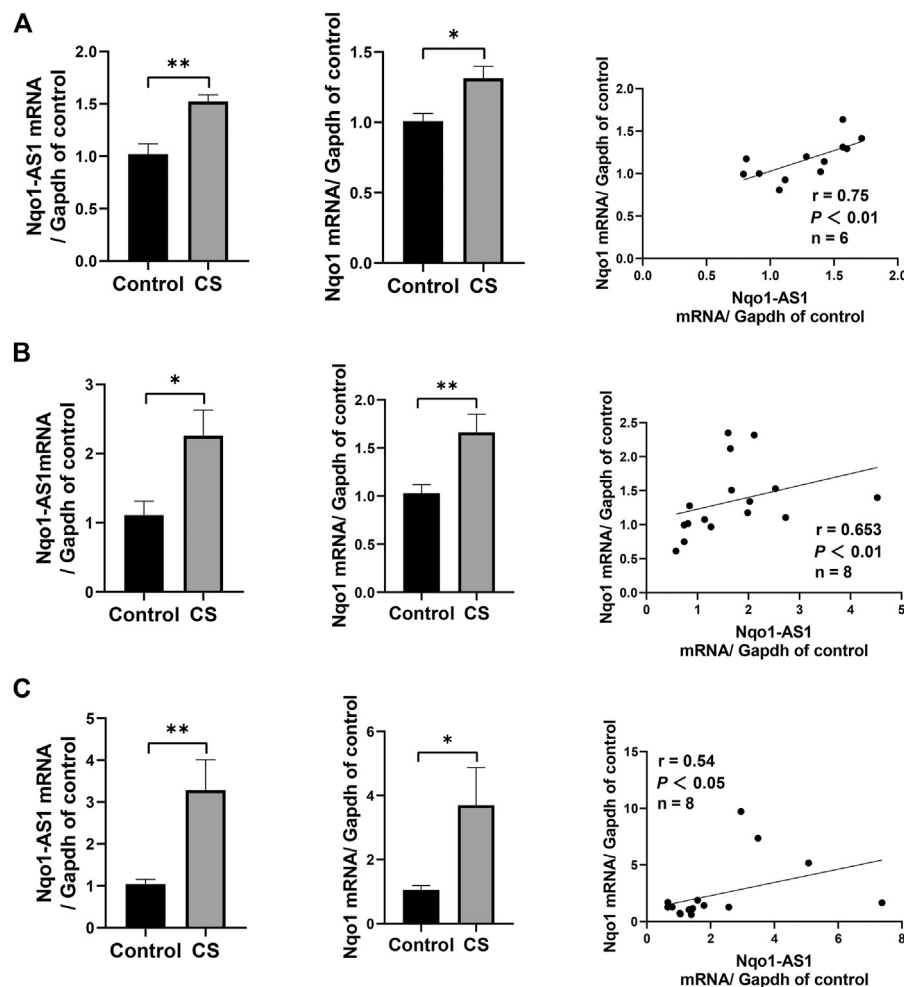 A
Nqo1-AS1 mRNA
/ Gapdh of control
2.0
1.5
1.0
0.5
0.0
**
Control CS
Nqo1 mRNA/ Gapdh of control
1.5
1.0
0.5
0.0
*
Control CS
Nqo1 mRNA/ Gapdh of control
2.0
1.5
1.0
0.5
0.0
r = 0.75
P < 0.01
n = 6
0.0 0.5 1.0 1.5 2.0
Nqo1-AS1
mRNA/ Gapdh of control
B
Nqo1-AS1mRNA
/ Gapdh of control
3
2
1
0
*
Control CS
Nqo1 mRNA/ Gapdh of control
2.0
1.5
1.0
0.5
0.0
**
Control CS
Nqo1 mRNA/ Gapdh of control
2.5
2.0
1.5
1.0
0.5
0.0
r = 0.653
P < 0.01
n = 8
0 1 2 3 4 5
Nqo1-AS1
mRNA/ Gapdh of control
C
Nqo1-AS1 mRNA
/ Gapdh of control
5
4
3
2
1
0
**
Control CS
Nqo1 mRNA/ Gapdh of control
6
4
2
0
*
Control CS
Nqo1 mRNA/ Gapdh of control
15
10
5
0
r = 0.54
P < 0.05
n = 8
0 2 4 6 8
Nqo1-AS1
mRNA/ Gapdh of control